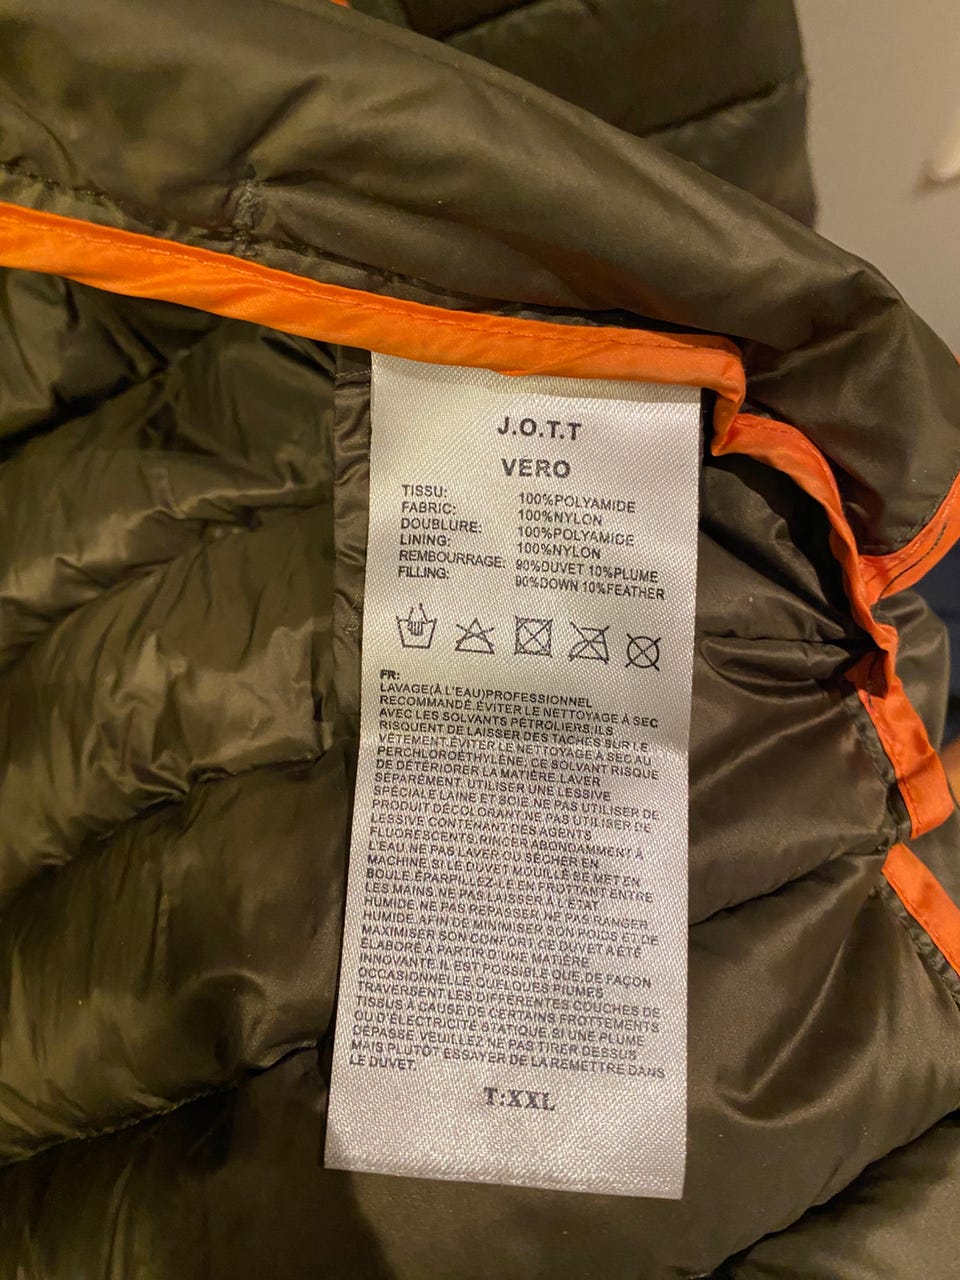 J.O.T.T
VERO
TISSU: 100%POLYAMIDE
FABRIC: 100%NYLON
DOUBLURE: 100%POLYAMIDE
LINING: 100%NYLON
REMBOURRAGE: 90%DUVET 10%PLUME
FILLING: 90%DOWN 10%FEATHER
FR:
LAVAGE(À L'EAU)PROFESSIONNEL
RECOMMANDÉ.ÉVITER LE NETTOYAGE À SEC
AVEC LES SOLVANTS PÉTROLIERS;ILS
RISQUENT DE LAISSER DES TACHES SUR LE
VÊTEMENT.ÉVITER LE NETTOYAGE À SEC AU
PERCHLOROÉTHYLÈNE; CE SOLVANT RISQUE
DE DÉTÉRIORER LA MATIÈRE.LAVER
SÉPARÉMENT, UTILISER UNE LESSIVE
SPÉCIALE LAINE ET SOIE.NE PAS UTILISER DE
PRODUIT DÉCOLORANT.NE PAS UTILISER DE
LESSIVE CONTENANT DES AGENTS
FLUORESCENTS.RINCER ABONDAMMENT À
L'EAU.NE PAS LAVER OU SÉCHER EN
MACHINE.SI LE DUVET MOUILLÉ SE MET EN
BOULE ÉPARPILLEZ-LE EN FROTTANT ENTRE
LES MAINS.NE PAS LAISSER À L'ÉTAT
HUMIDE.NE PAS REPASSER.NE PAS RANGER
HUMIDE.AFIN DE MINIMISER SON POIDS ET DE
MAXIMISER SON CONFORT,CE DUVET A ÉTÉ
ÉLABORÉ À PARTIR D'UNE MATIÈRE
INNOVANTE.IL EST POSSIBLE QUE, DE FAÇON
OCCASIONNELLE, QUELQUES PLUMES
TRAVERSENT LES DIFFÉRENTES COUCHES DE
TISSUS À CAUSE DE CERTAINS FROTTEMENTS
OU D'ÉLECTRICITÉ STATIQUE.SI UNE PLUME
DÉPASSE,VEUILLEZ NE PAS TIRER DESSUS
MAIS PLUTÔT ESSAYER DE LA REMETTRE DANS
LE DUVET.
T:XXL